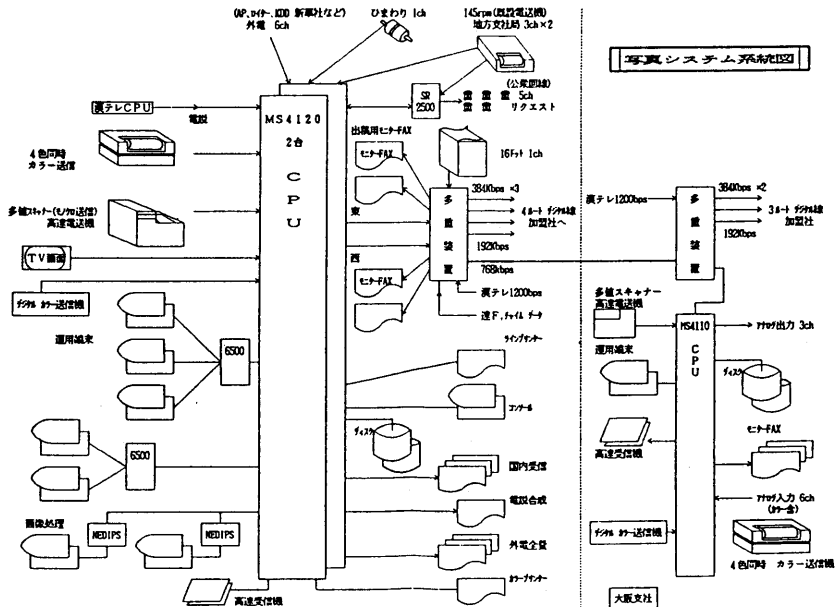 写真システム系統図
(AP,ロイター,KDD 新華社など)
外電 6ch
ひまわり 1ch
145rpm(既設電送機)
地方支社局 3ch×2
(公衆回線)
SR
2500
5ch
リクエスト
漢テレCPU
電説
MS4120
2台
CPU
4色同時
カラー送信
多値スキャナー(モノクロ送信)
高速電送機
TV画面
デジタル カラー送信機
運用端末
6500
6500
画像処理
NEDIPS
NEDIPS
高速受信機
出稿用モニターFAX
モニターFAX
東
西
モニターFAX
16ドット 1ch
多重装置
384Kbps ×3
4ルート デジタル回線
加盟社へ
192Kbps
768kbps
漢テレ1200bps
速F,チャイム データ
ラインプリンター
コンソール
ディスク
国内受信
電説合成
外電全量
カラープリンター
漢テレ1200bps
多重装置
384Kbps ×2
3ルート デジタル回線
加盟社
192Kbps
多値スキャナー
高速電送機
MS4110
CPU
アナログ出力 3ch
運用端末
ディスク
モニターFAX
高速受信機
アナログ入力 6ch
(カラー含)
デジタル カラー送信機
4色同時 カラー送信機
大阪支社